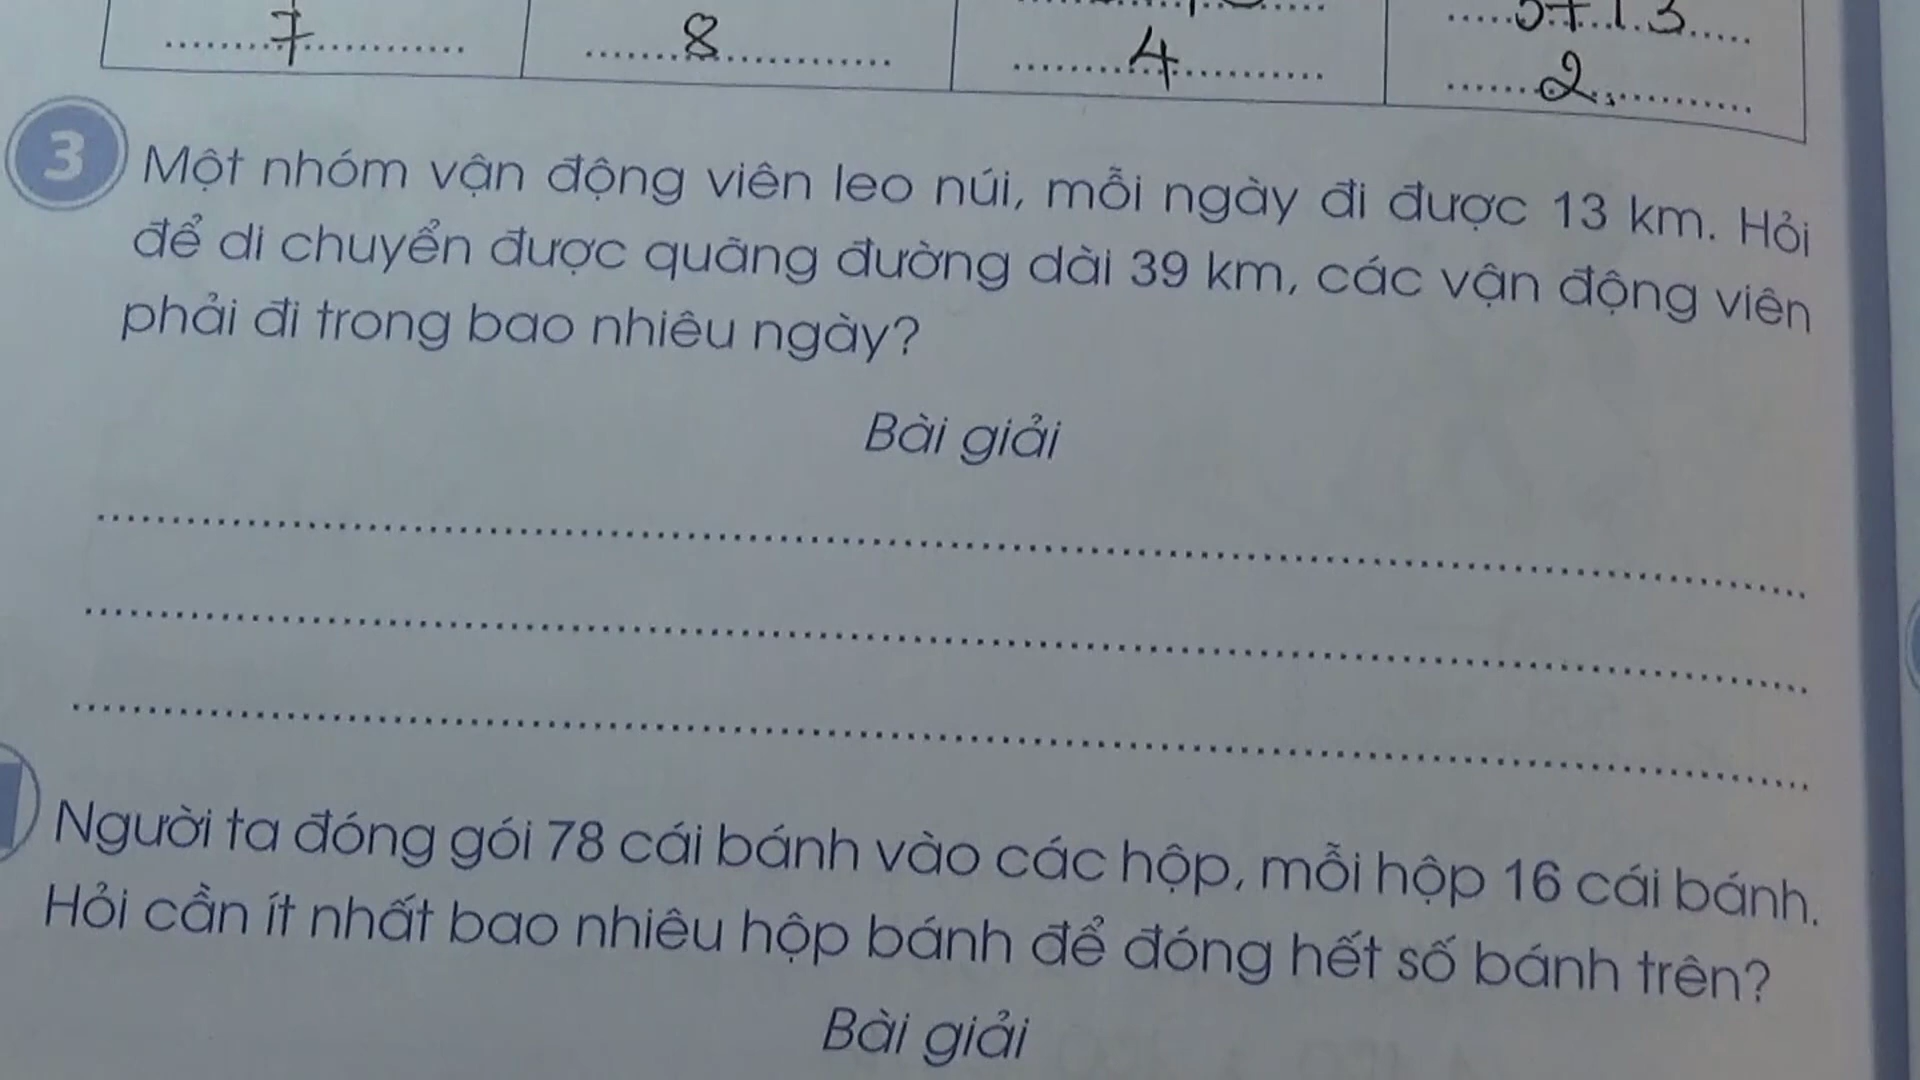 7 8 4 2
3 Một nhóm vận động viên leo núi, mỗi ngày đi được 13 km. Hỏi
để di chuyển được quãng đường dài 39 km, các vận động viên
phải đi trong bao nhiêu ngày?
Bài giải
Người ta đóng gói 78 cái bánh vào các hộp, mỗi hộp 16 cái bánh.
Hỏi cần ít nhất bao nhiêu hộp bánh để đóng hết số bánh trên?
Bài giải